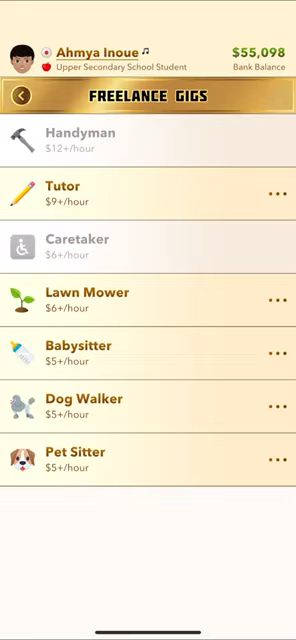 Ahmya Inoue
$55,098
Upper Secondary School Student
Bank Balance
FREELANCE GIGS
Handyman
$12+/hour
Tutor
$9+/hour
Caretaker
$6+/hour
Lawn Mower
$6+/hour
Babysitter
$5+/hour
Dog Walker
$5+/hour
Pet Sitter
$5+/hour